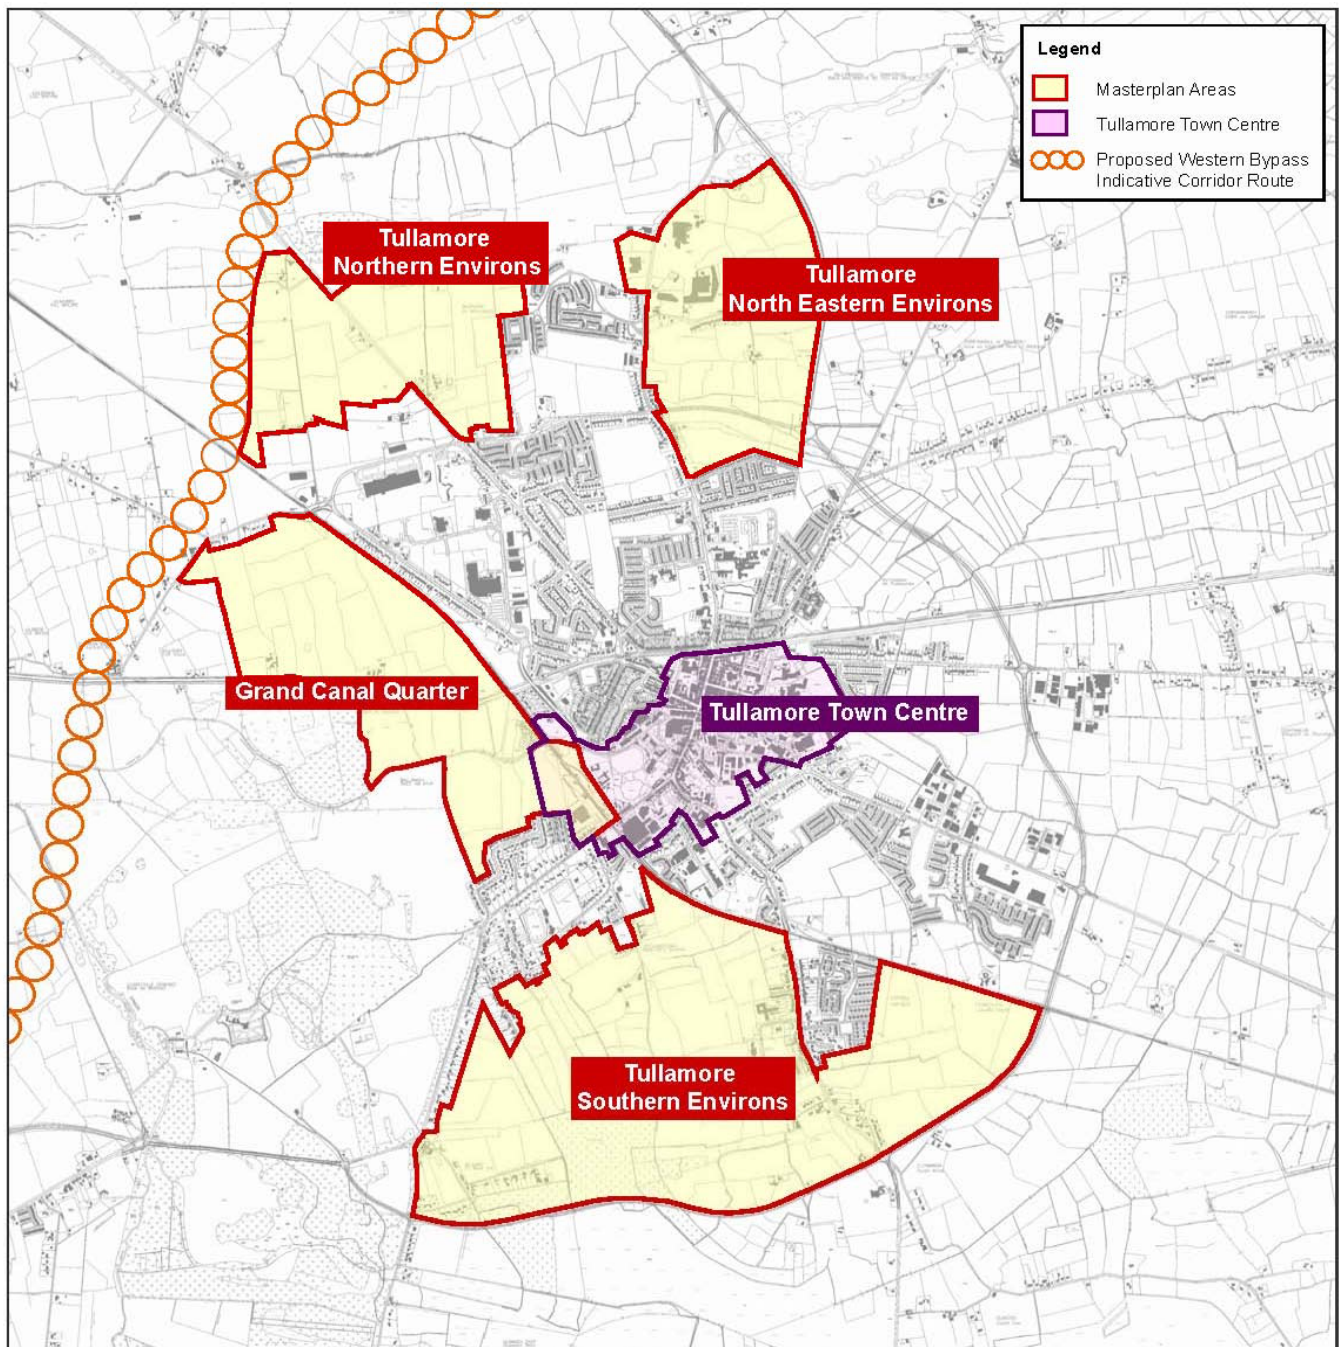 Legend
Masterplan Areas
Tullamore Town Centre
Proposed Western Bypass
Indicative Corridor Route
Tullamore
Northern Environs
Tullamore
North Eastern Environs
Grand Canal Quarter
Tullamore Town Centre
Tullamore
Southern Environs